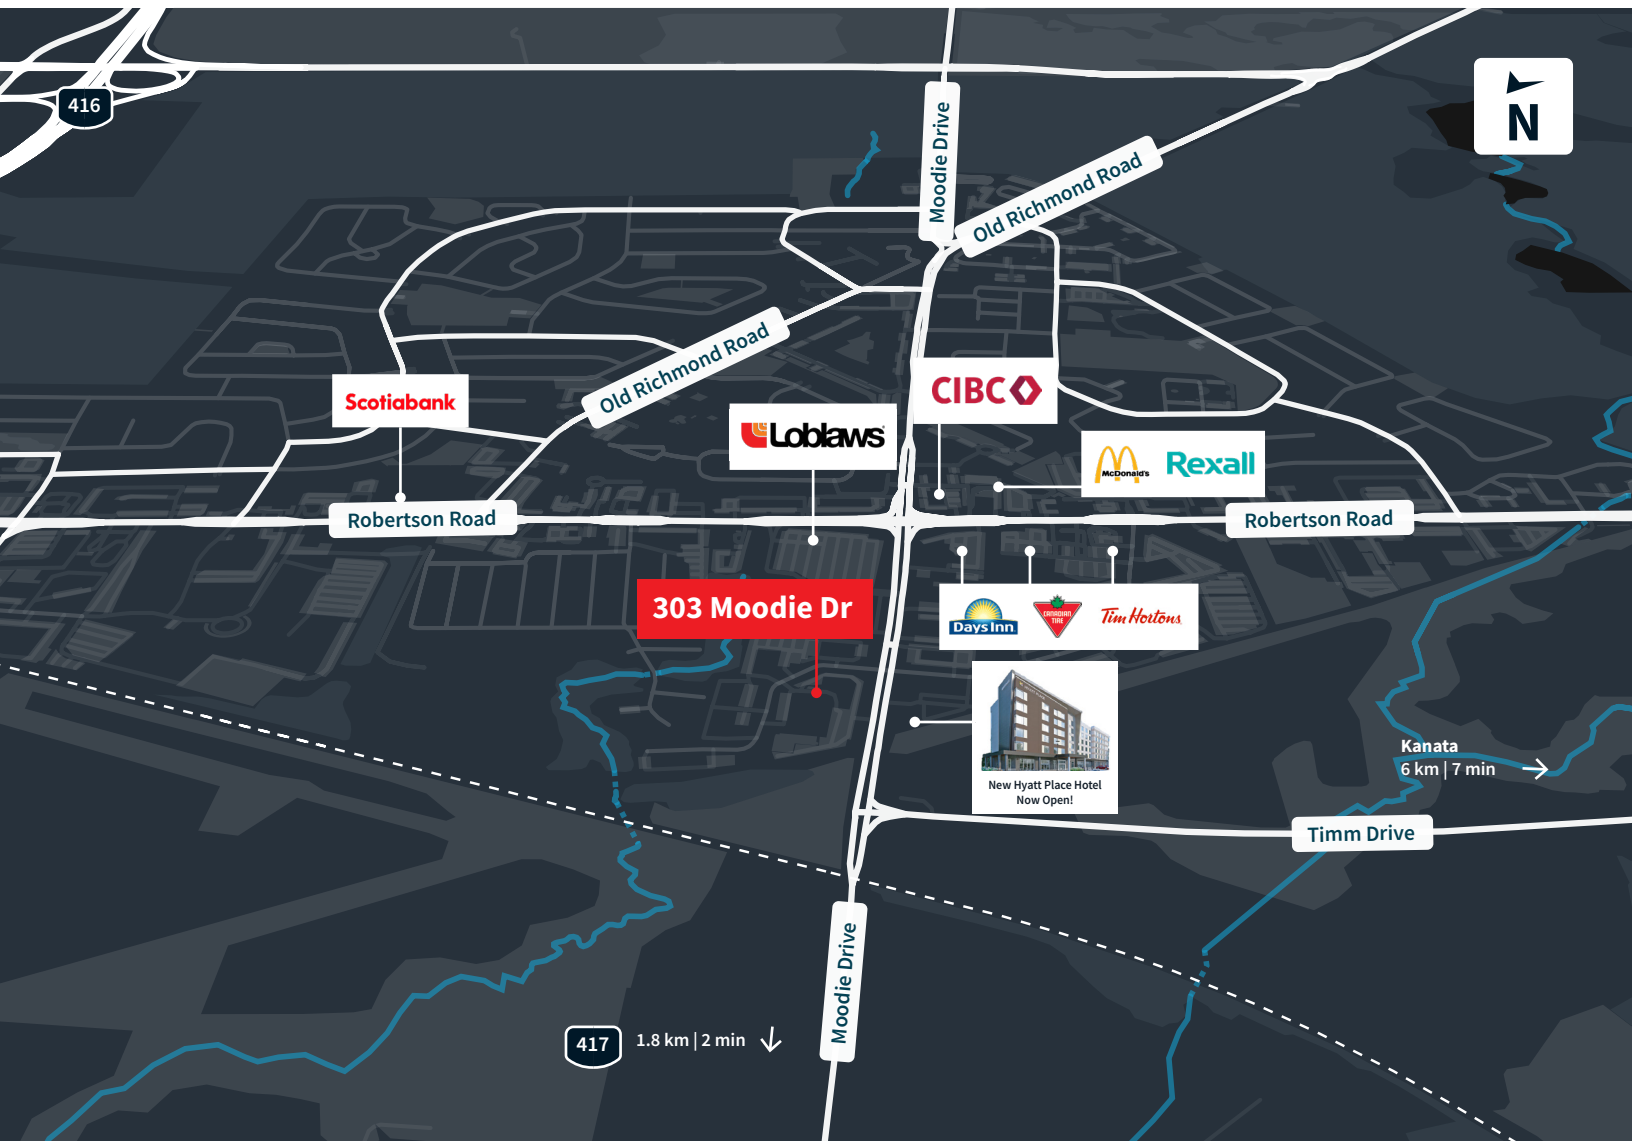 416
N
Moodie Drive
Old Richmond Road
Old Richmond Road
CIBC
Scotiabank
Loblaws
McDonald's
Rexall
Robertson Road
Robertson Road
303 Moodie Dr
Days Inn
CANADIAN
TIRE
Tim Hortons
New Hyatt Place Hotel
Now Open!
Kanata
6 km | 7 min
Timm Drive
Moodie Drive
417
1.8 km | 2 min